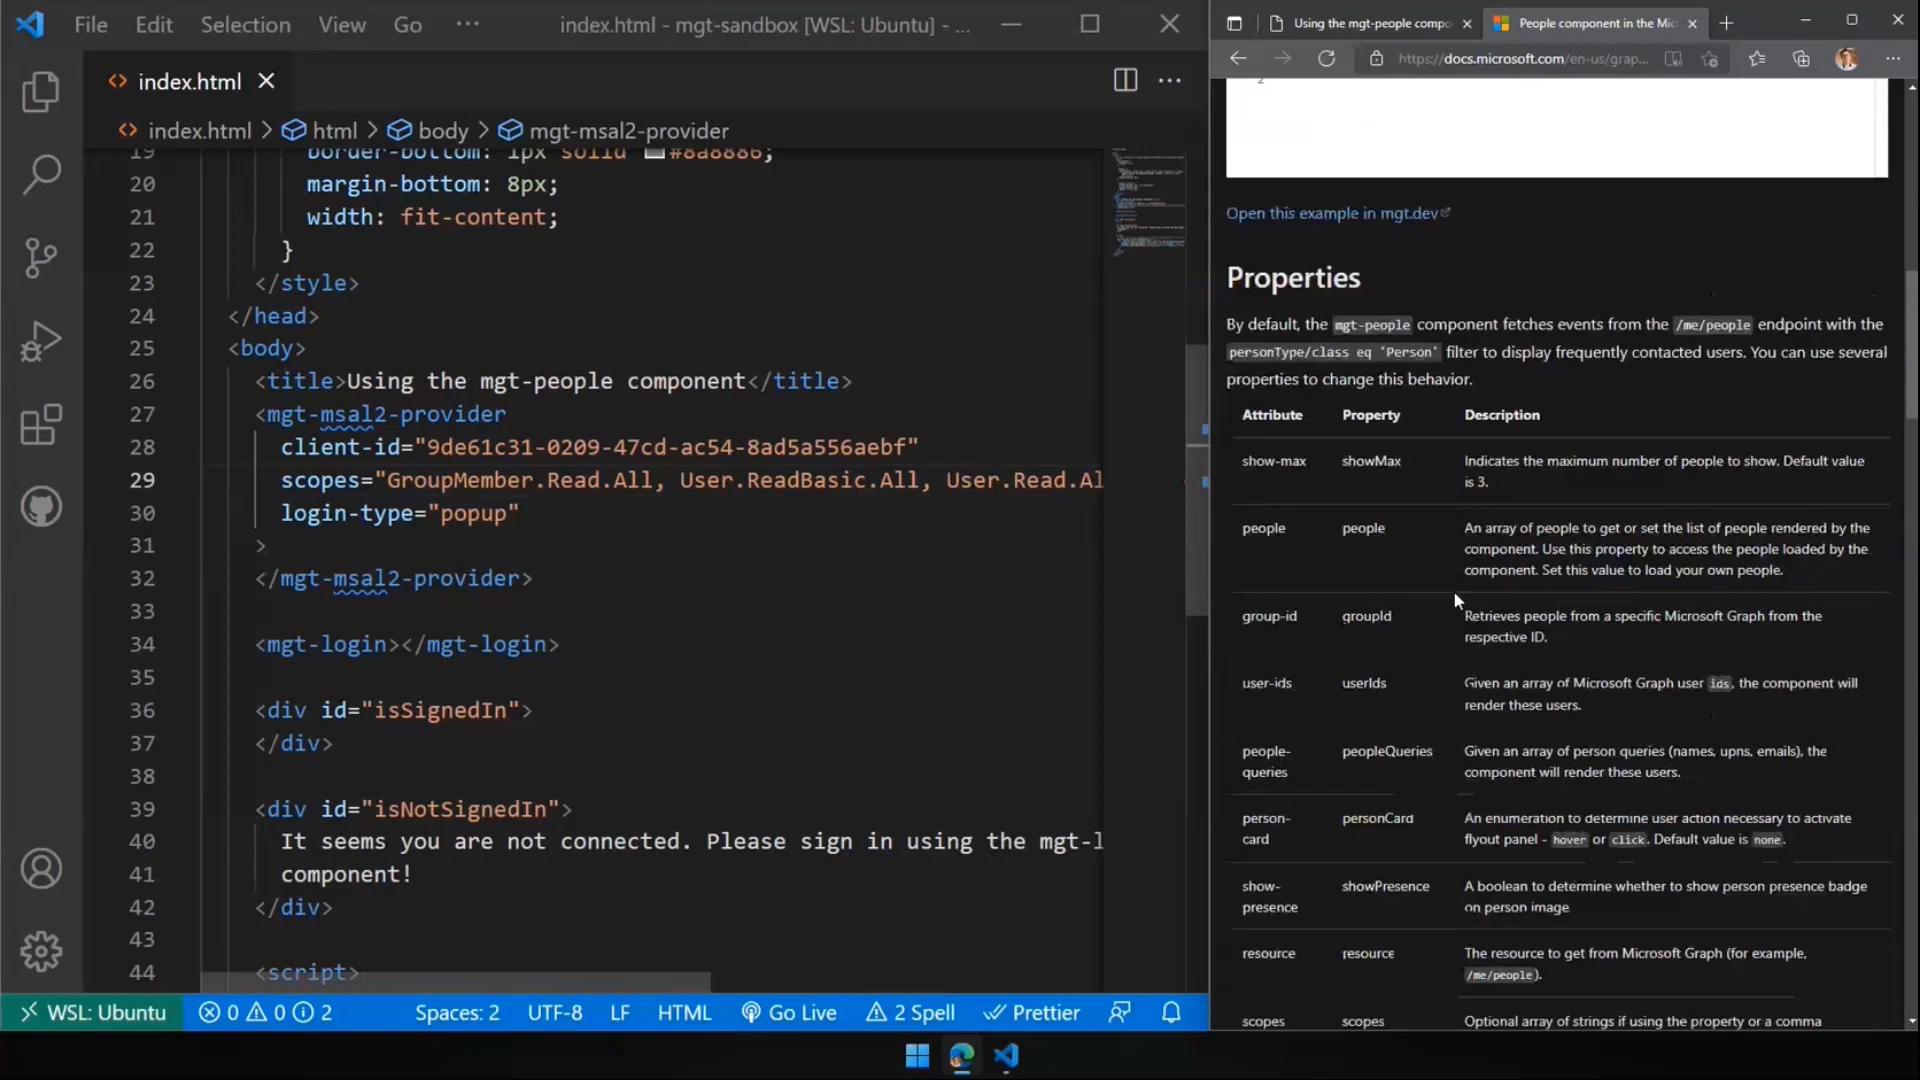 File Edit Selection View Go ··· index.html - mgt-sandbox [WSL: Ubuntu] - ...
index.html
index.html > html > body > mgt-msal2-provider
19 border-bottom: 1px solid #8a8886;
20 margin-bottom: 8px;
21 width: fit-content;
22 }
23 </style>
24 </head>
25 <body>
26 <title>Using the mgt-people component</title>
27 <mgt-msal2-provider
28 client-id="9de61c31-0209-47cd-ac54-8ad5a556aebf"
29 scopes="GroupMember.Read.All, User.ReadBasic.All, User.Read.Al
30 login-type="popup"
31 >
32 </mgt-msal2-provider>
33
34 <mgt-login></mgt-login>
35
36 <div id="isSignedIn">
37 </div>
38
39 <div id="isNotSignedIn">
40 It seems you are not connected. Please sign in using the mgt-l
41 component!
42 </div>
43
44 <script>
WSL: Ubuntu 0 0 2 Spaces: 2 UTF-8 LF HTML Go Live 2 Spell Prettier
Using the mgt-people compo People component in the Mic
https://docs.microsoft.com/en-us/grap...
2
Open this example in mgt.dev
Properties
By default, the mgt-people component fetches events from the /me/people endpoint with the
personType/class eq 'Person' filter to display frequently contacted users. You can use several
properties to change this behavior.
Attribute Property Description
show-max showMax Indicates the maximum number of people to show. Default value
is 3.
people people An array of people to get or set the list of people rendered by the
component. Use this property to access the people loaded by the
component. Set this value to load your own people.
group-id groupId Retrieves people from a specific Microsoft Graph from the
respective ID.
user-ids userIds Given an array of Microsoft Graph user ids, the component will
render these users.
people- peopleQueries Given an array of person queries (names, upns, emails), the
queries component will render these users.
person- personCard An enumeration to determine user action necessary to activate
card flyout panel - hover or click. Default value is none.
show- showPresence A boolean to determine whether to show person presence badge
presence on person image
resource resource The resource to get from Microsoft Graph (for example,
/me/people).
scopes scopes Optional array of strings if using the property or a comma